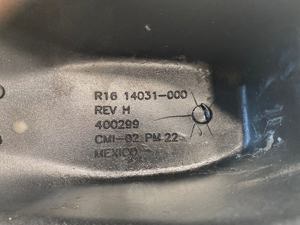 R16 14031-000
REV H
400299
CMI-82 PM 22
MEXICO